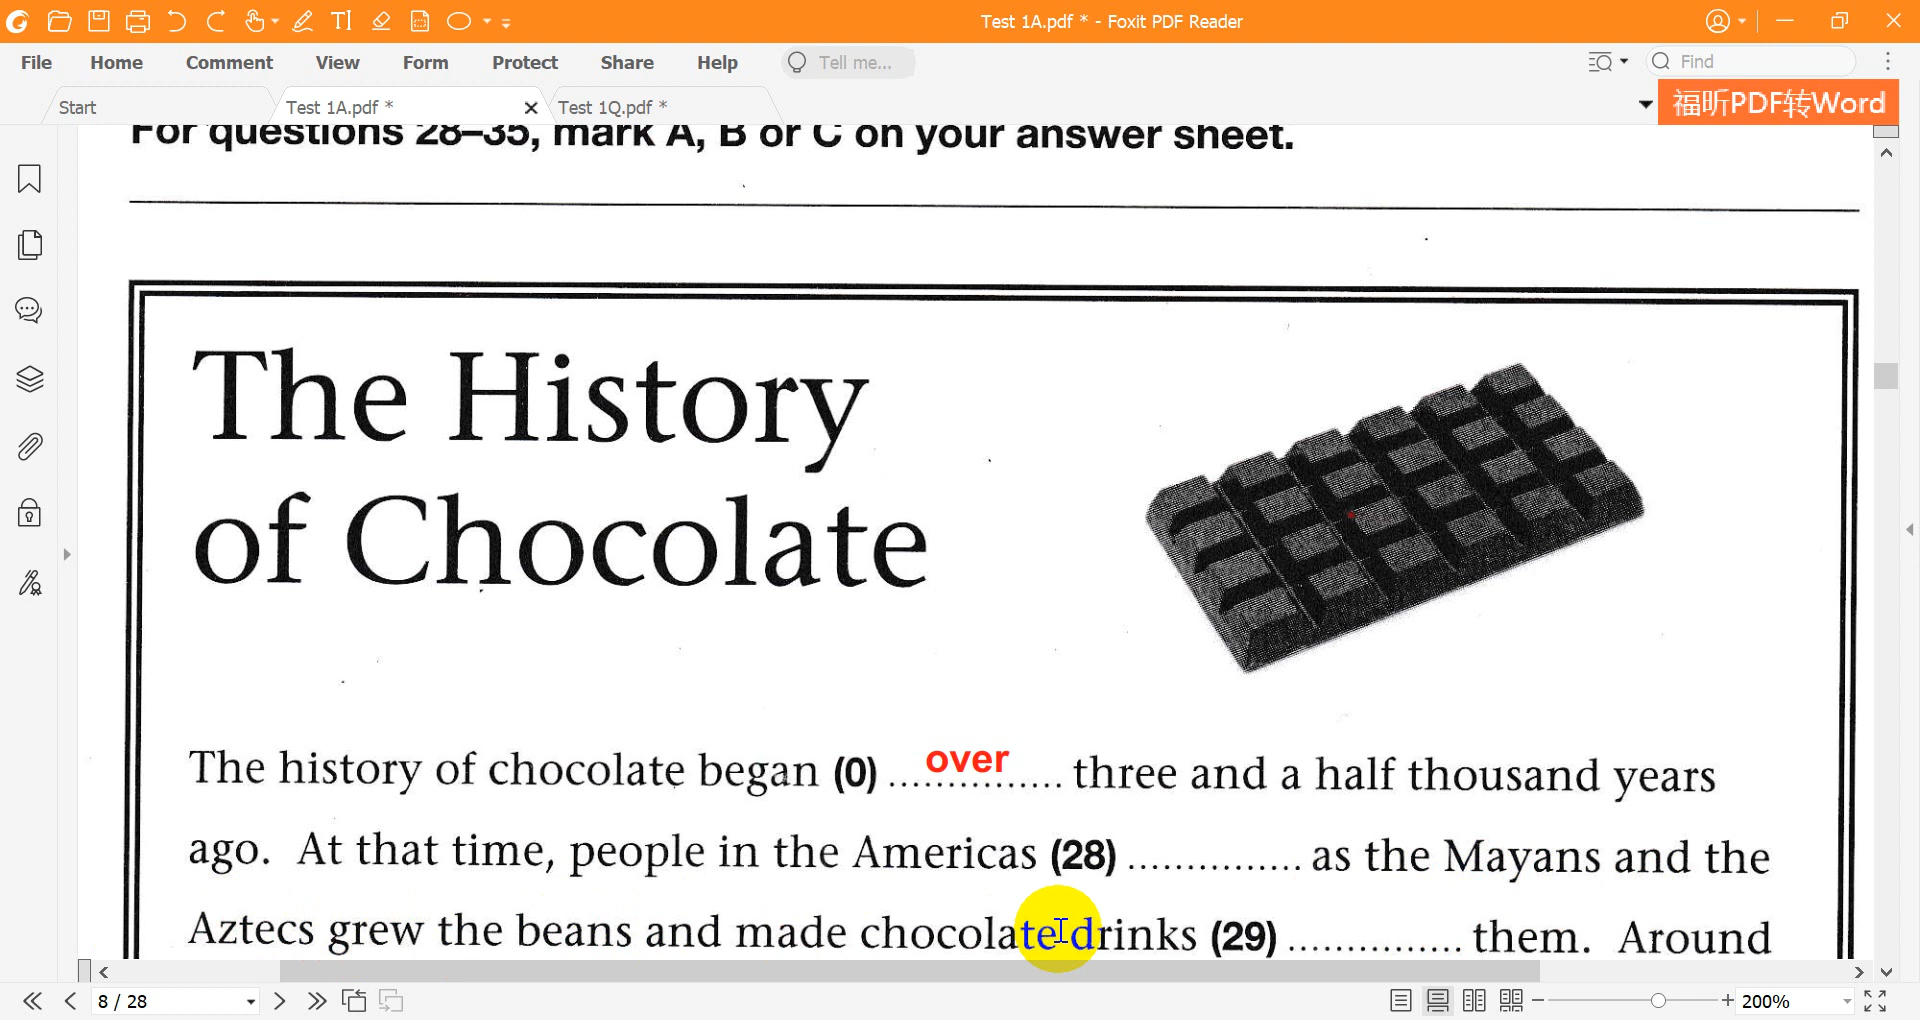 Test 1A.pdf * - Foxit PDF Reader
File Home Comment View Form Protect Share Help Tell me... Find
Start Test 1A.pdf * Test 1Q.pdf * 福昕PDF转Word
For questions 28–35, mark A, B or C on your answer sheet.
The History
of Chocolate
The history of chocolate began (0) ...over... three and a half thousand years
ago. At that time, people in the Americas (28) ............... as the Mayans and the
Aztecs grew the beans and made chocolate drinks (29) ............... them. Around
8 / 28 200%